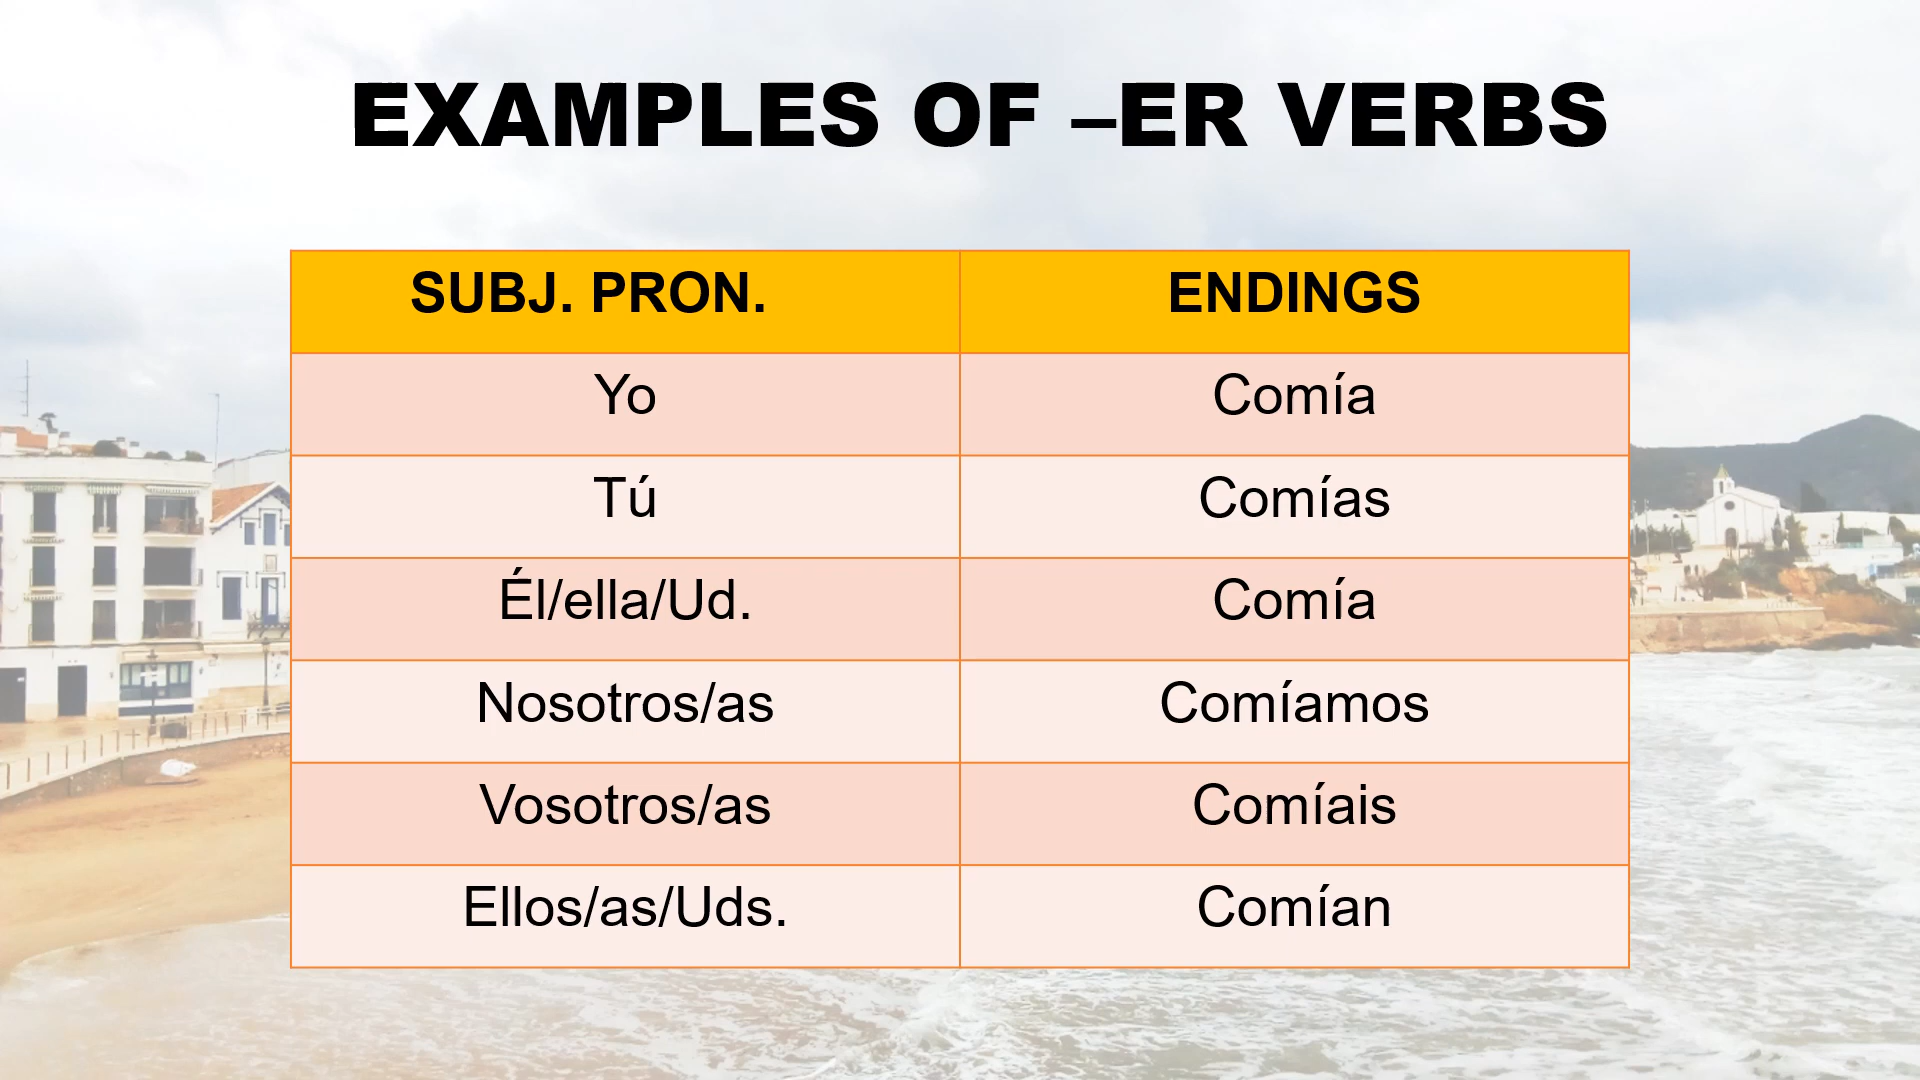 EXAMPLES OF –ER VERBS
SUBJ. PRON. ENDINGS
Yo Comía
Tú Comías
Él/ella/Ud. Comía
Nosotros/as Comíamos
Vosotros/as Comíais
Ellos/as/Uds. Comían